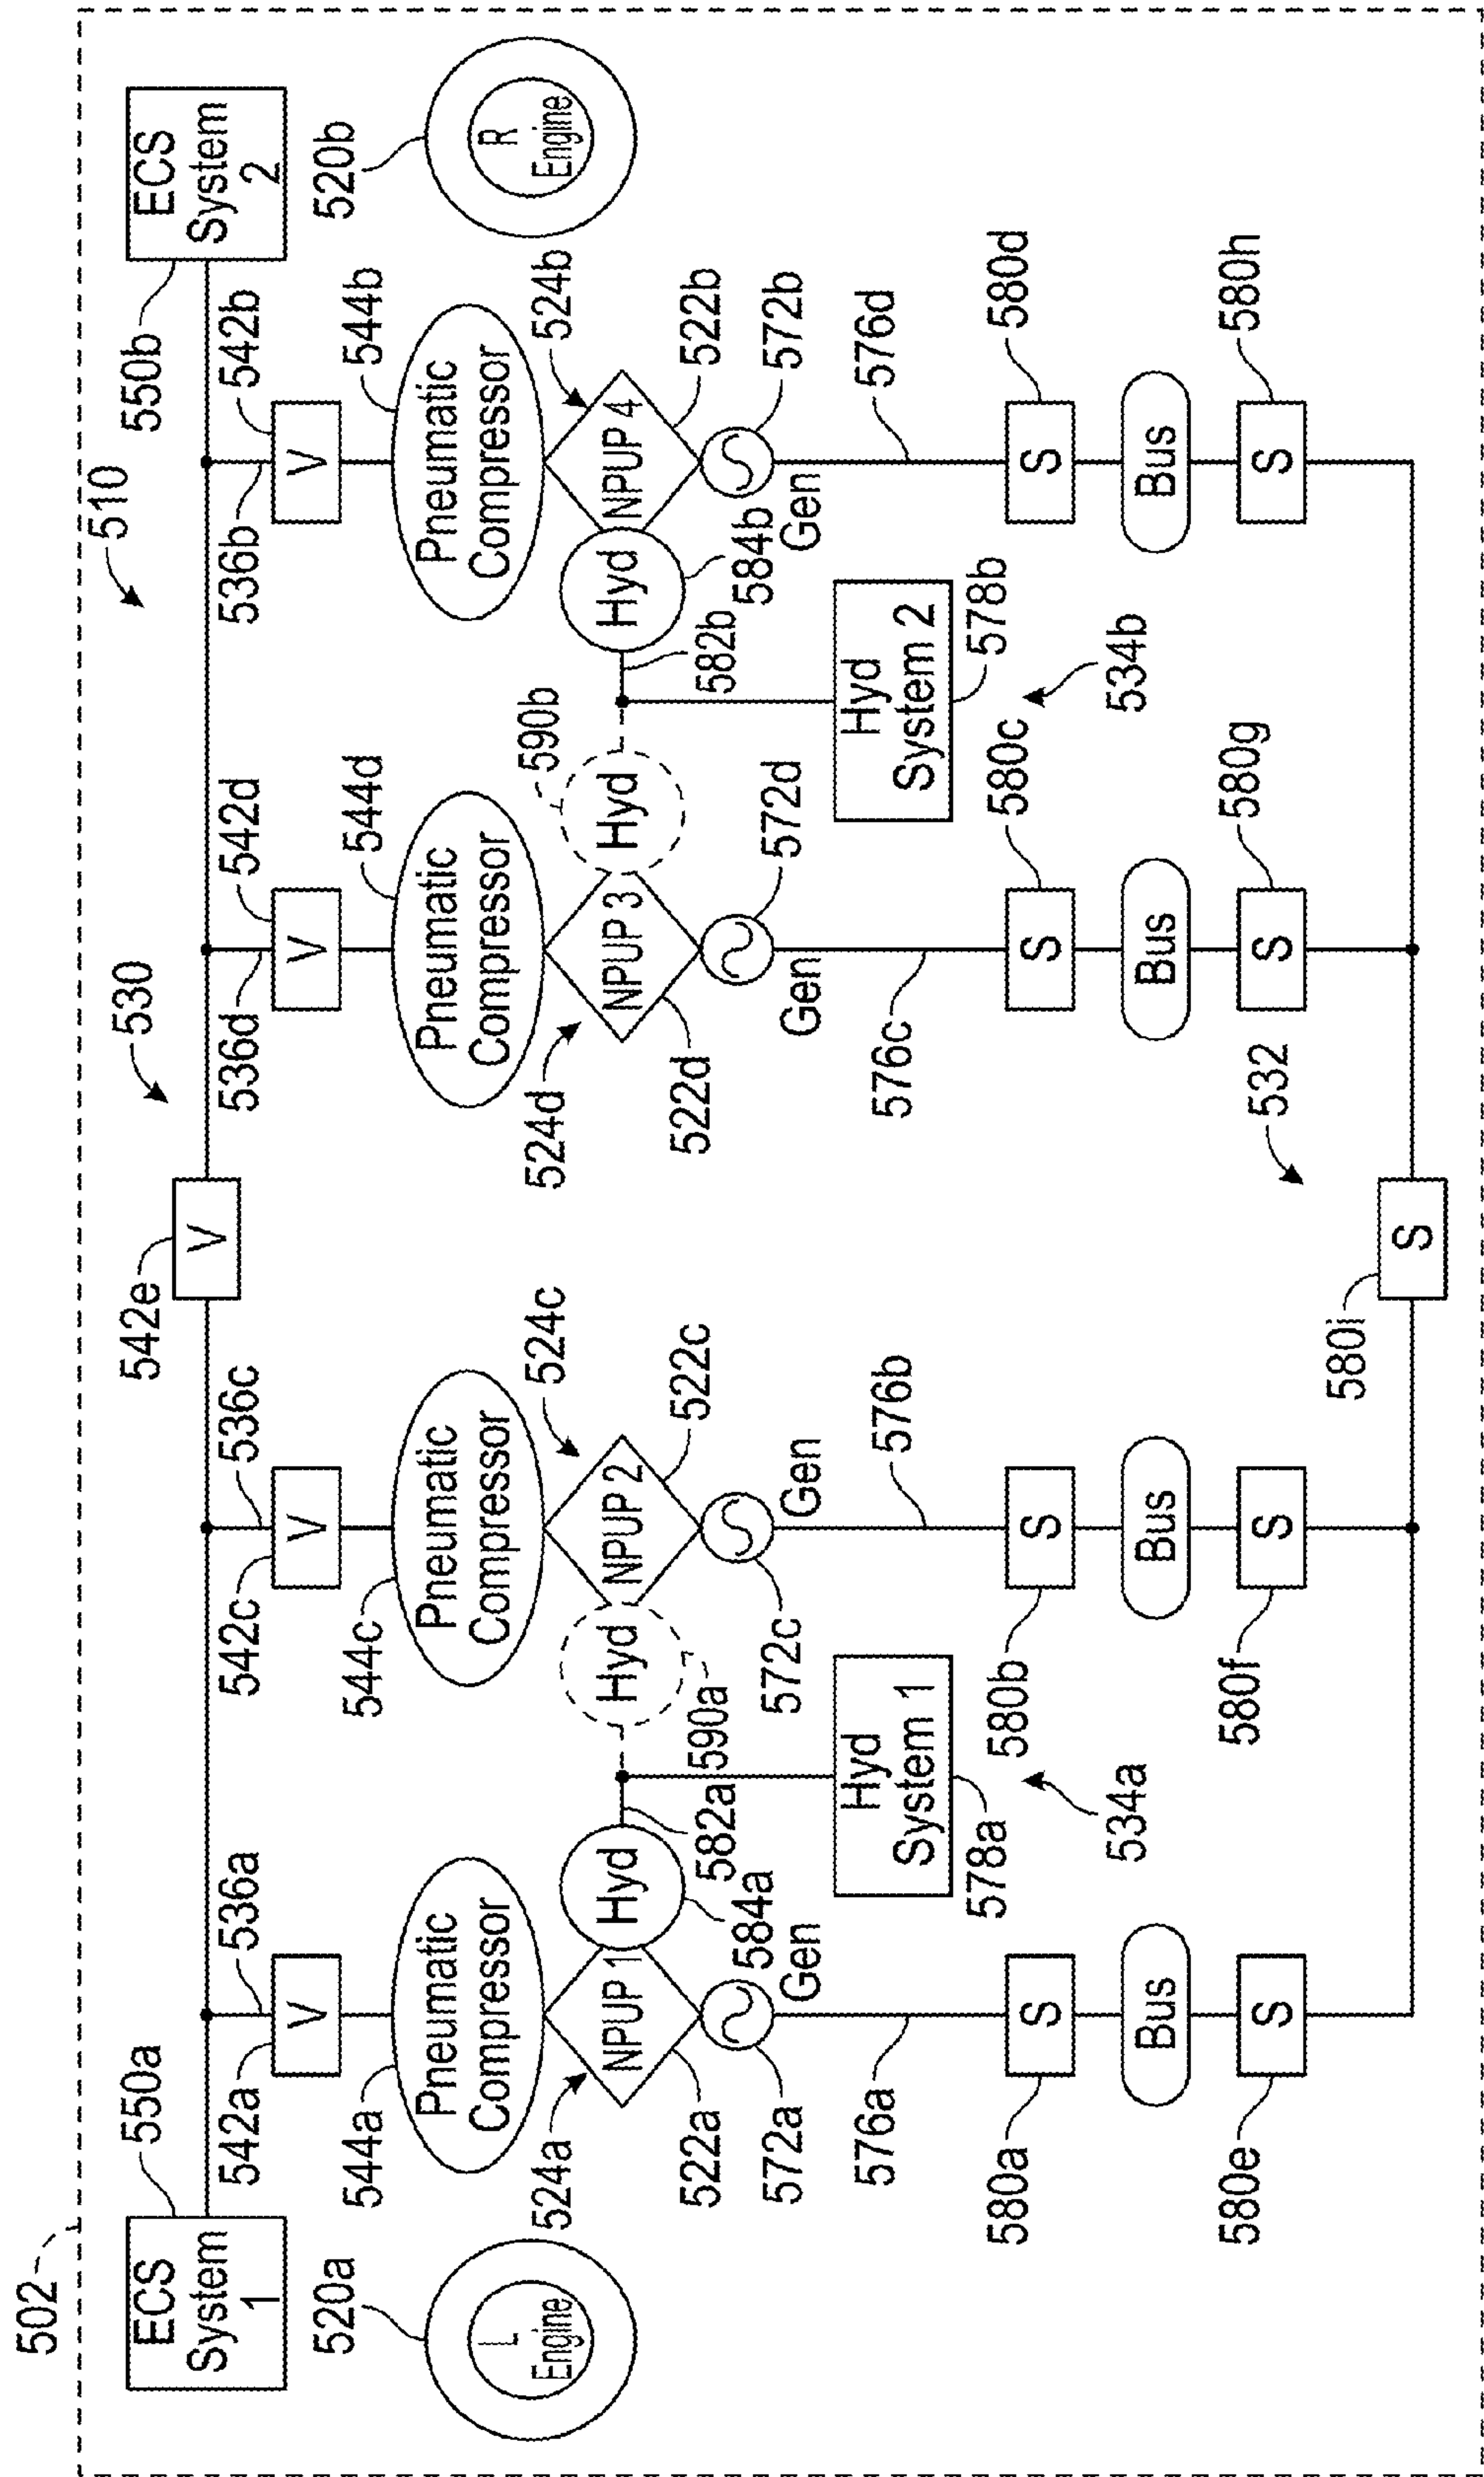 502
510
530
550a
ECS
System
1
542e
V
550b
ECS
System
2
542a
536a
V
542c
536c
V
536d
542d
V
536b
542b
V
520a
L
Engine
544a
Pneumatic
Compressor
544c
Pneumatic
Compressor
544d
Pneumatic
Compressor
544b
Pneumatic
Compressor
520b
R
Engine
524a
NPUP 1
522a
Hyd
584a
582a
Hyd
590a
524c
NPUP 2
522c
524d
NPUP 3
522d
Hyd
590b
582b
Hyd
584b
524b
NPUP 4
522b
572a
Gen
572c
Gen
572d
Gen
572b
Gen
576a
Hyd
System 1
578a
576b
576c
Hyd
System 2
578b
576d
580a
S
534a
580b
S
580c
S
534b
580d
S
Bus
Bus
Bus
Bus
580e
S
580f
S
532
580g
S
580h
S
580i
S